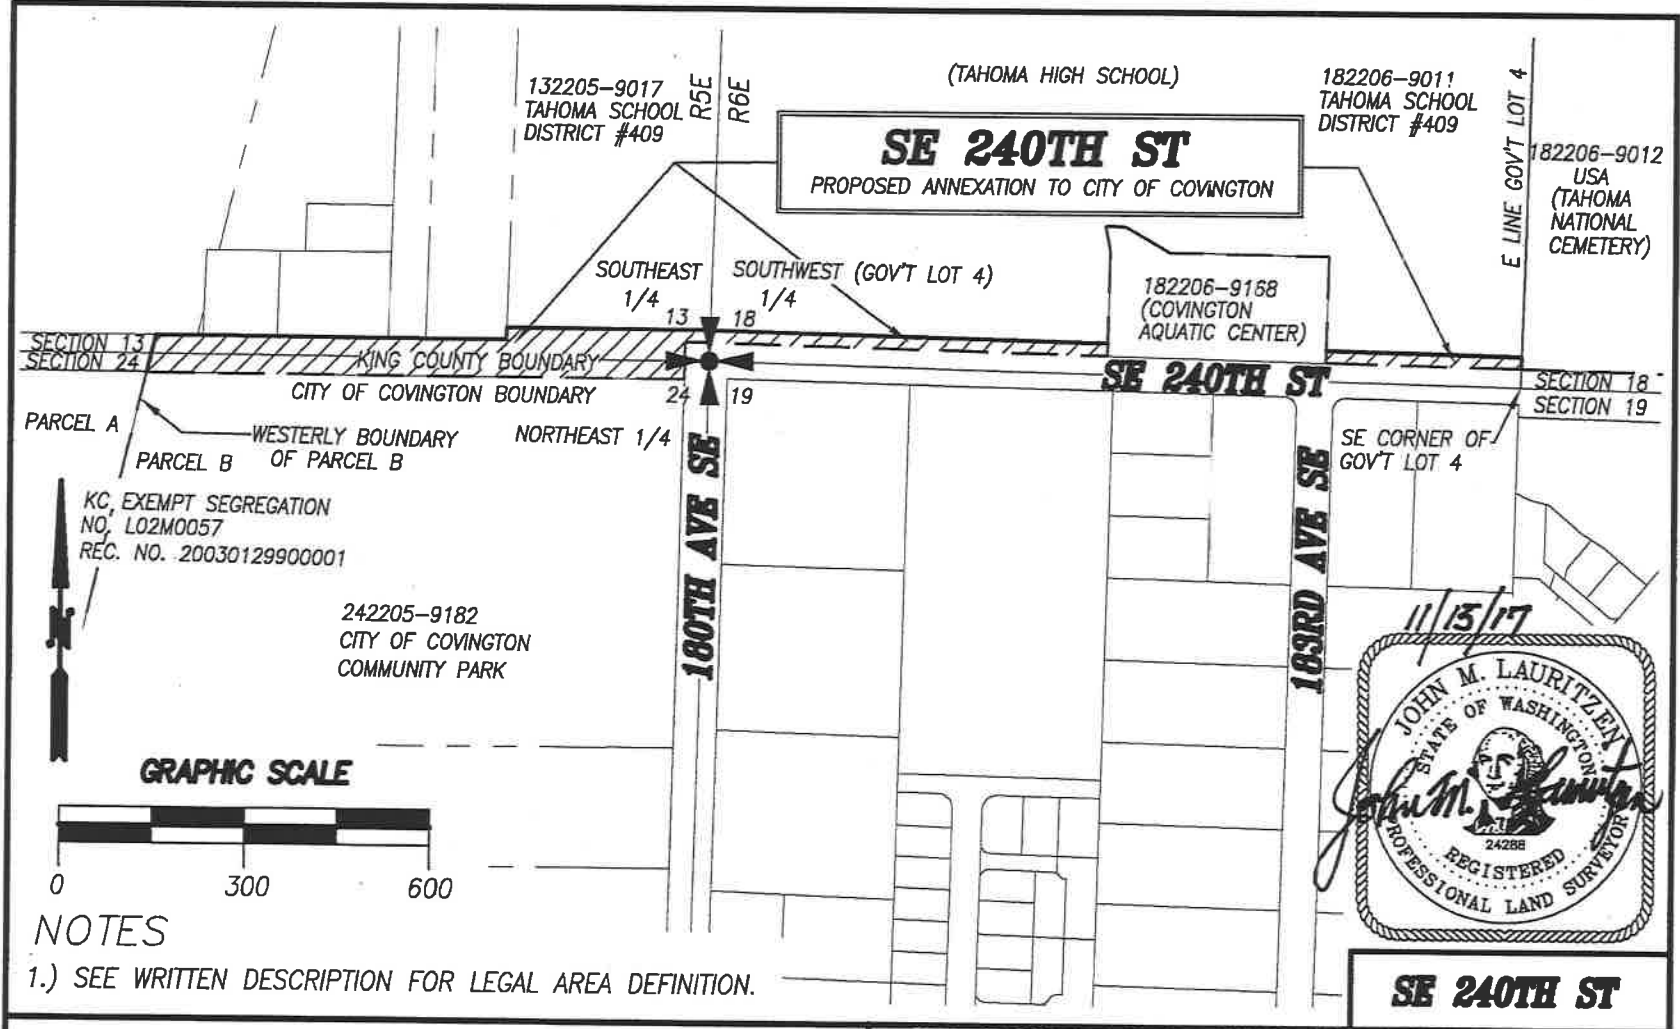 132205-9017
TAHOMA SCHOOL
DISTRICT #409
R5E
R6E
(TAHOMA HIGH SCHOOL)
182206-9011
TAHOMA SCHOOL
DISTRICT #409
E LINE GOV'T LOT 4
182206-9012
USA
(TAHOMA
NATIONAL
CEMETERY)
SE 240TH ST
PROPOSED ANNEXATION TO CITY OF COVINGTON
SOUTHEAST
1/4
SOUTHWEST (GOV'T LOT 4)
1/4
182206-9168
(COVINGTON
AQUATIC CENTER)
13
18
SECTION 13
SECTION 24
KING COUNTY BOUNDARY
CITY OF COVINGTON BOUNDARY
24
19
SE 240TH ST
SECTION 18
SECTION 19
PARCEL A
WESTERLY BOUNDARY
OF PARCEL B
PARCEL B
NORTHEAST 1/4
SE CORNER OF
GOV'T LOT 4
KC, EXEMPT SEGREGATION
NO, L02M0057
REC. NO. 20030129900001
180TH AVE SE
183RD AVE SE
N
242205-9182
CITY OF COVINGTON
COMMUNITY PARK
11/15/17
JOHN M. LAURITZEN
STATE OF WASHINGTON
24288
REGISTERED
PROFESSIONAL LAND SURVEYOR
John M. Lauritzen
GRAPHIC SCALE
0 300 600
NOTES
1.) SEE WRITTEN DESCRIPTION FOR LEGAL AREA DEFINITION.
SE 240TH ST